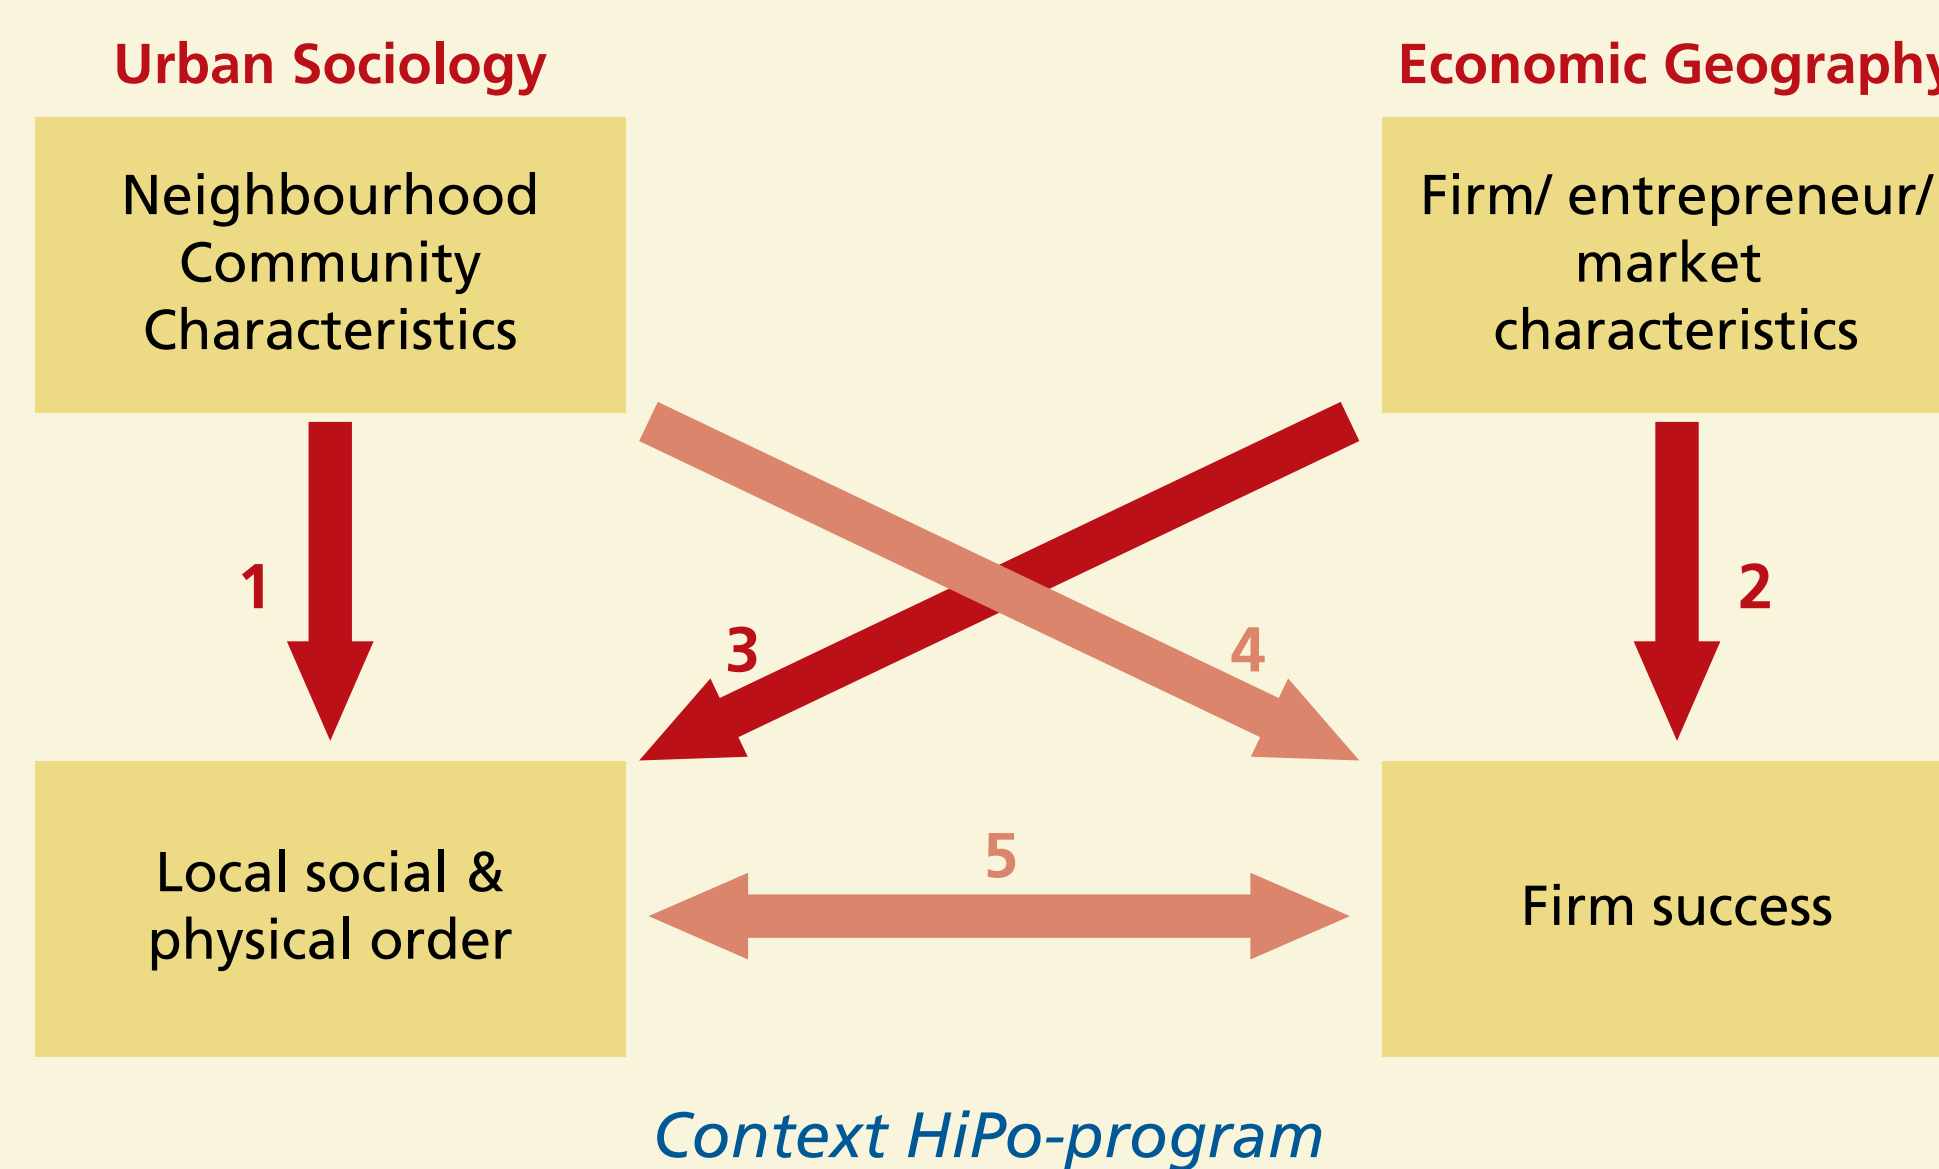 Urban Sociology
Economic Geography
Neighbourhood
Community
Characteristics
Firm/ entrepreneur/
market
characteristics
1
2
3
4
5
Local social &
physical order
Firm success
Context HiPo-program